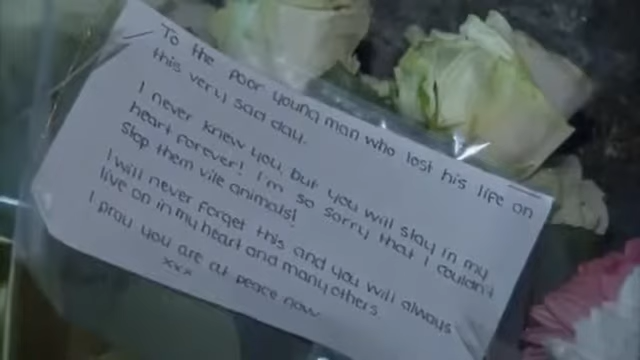 To the poor young man who lost his life on
this very sad day.
I never knew you, but you will stay in my
heart forever! I'm so sorry that I couldn't
stop them vile animals!
I will never forget this and you will always
live on in my heart and many others.
I pray you are at peace now
xxx